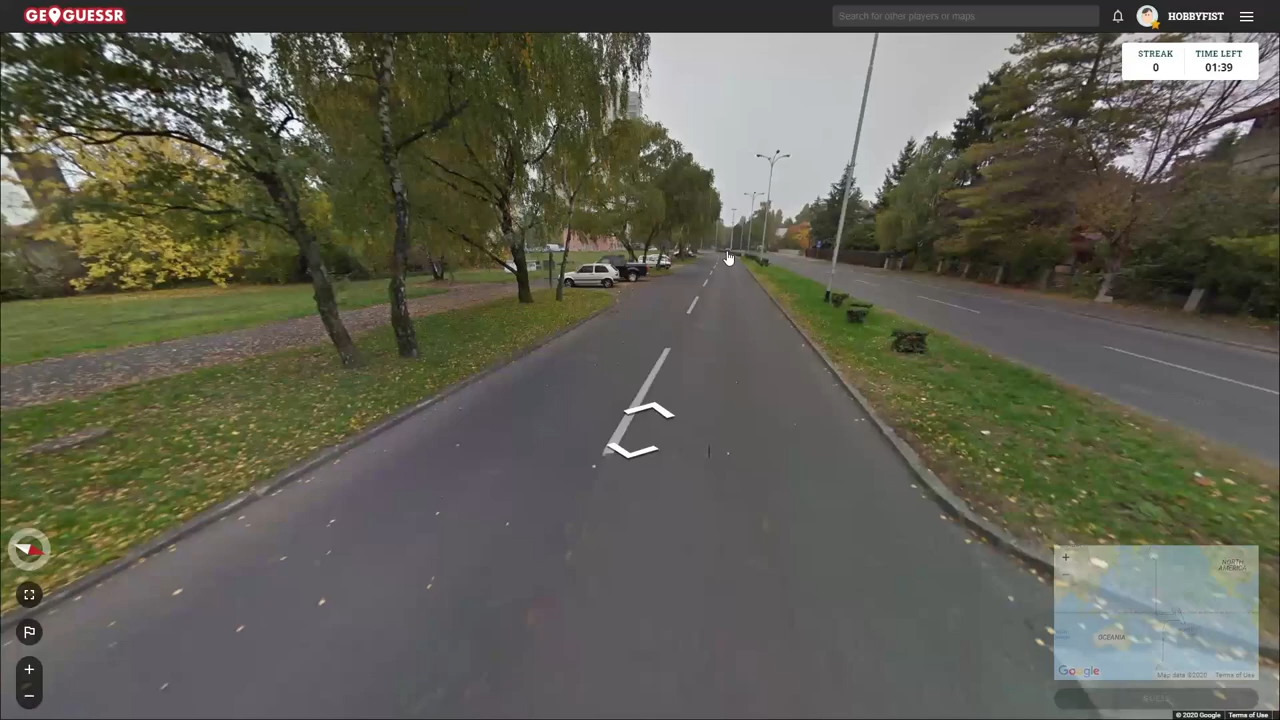 GEOGUESSR
Search for other players or maps
HOBBYFIST
STREAK
0
TIME LEFT
01:39
+
−
NORTH
AMERICA
OCEANIA
Google
Map data ©2020
Terms of Use
+
−
© 2020 Google
Terms of Use